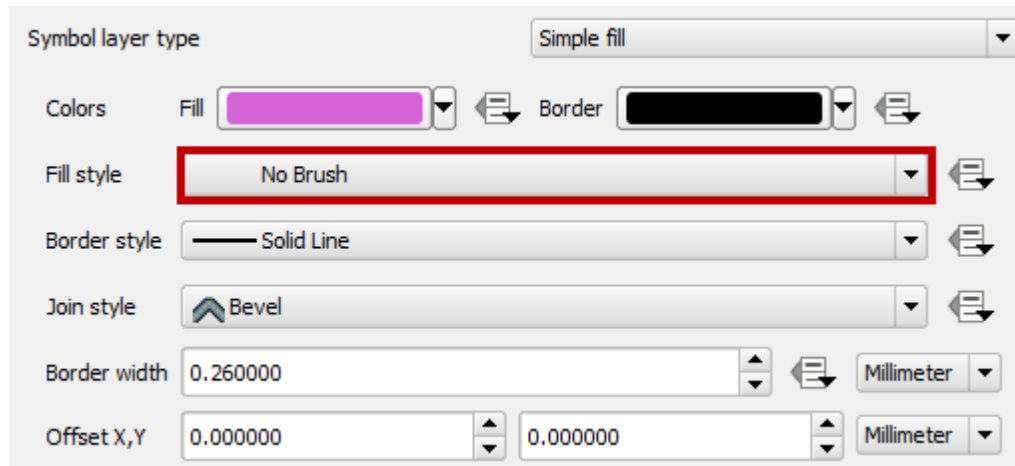 Symbol layer type Simple fill
Colors Fill Border
Fill style No Brush
Border style Solid Line
Join style Bevel
Border width 0.260000 Millimeter
Offset X,Y 0.000000 0.000000 Millimeter